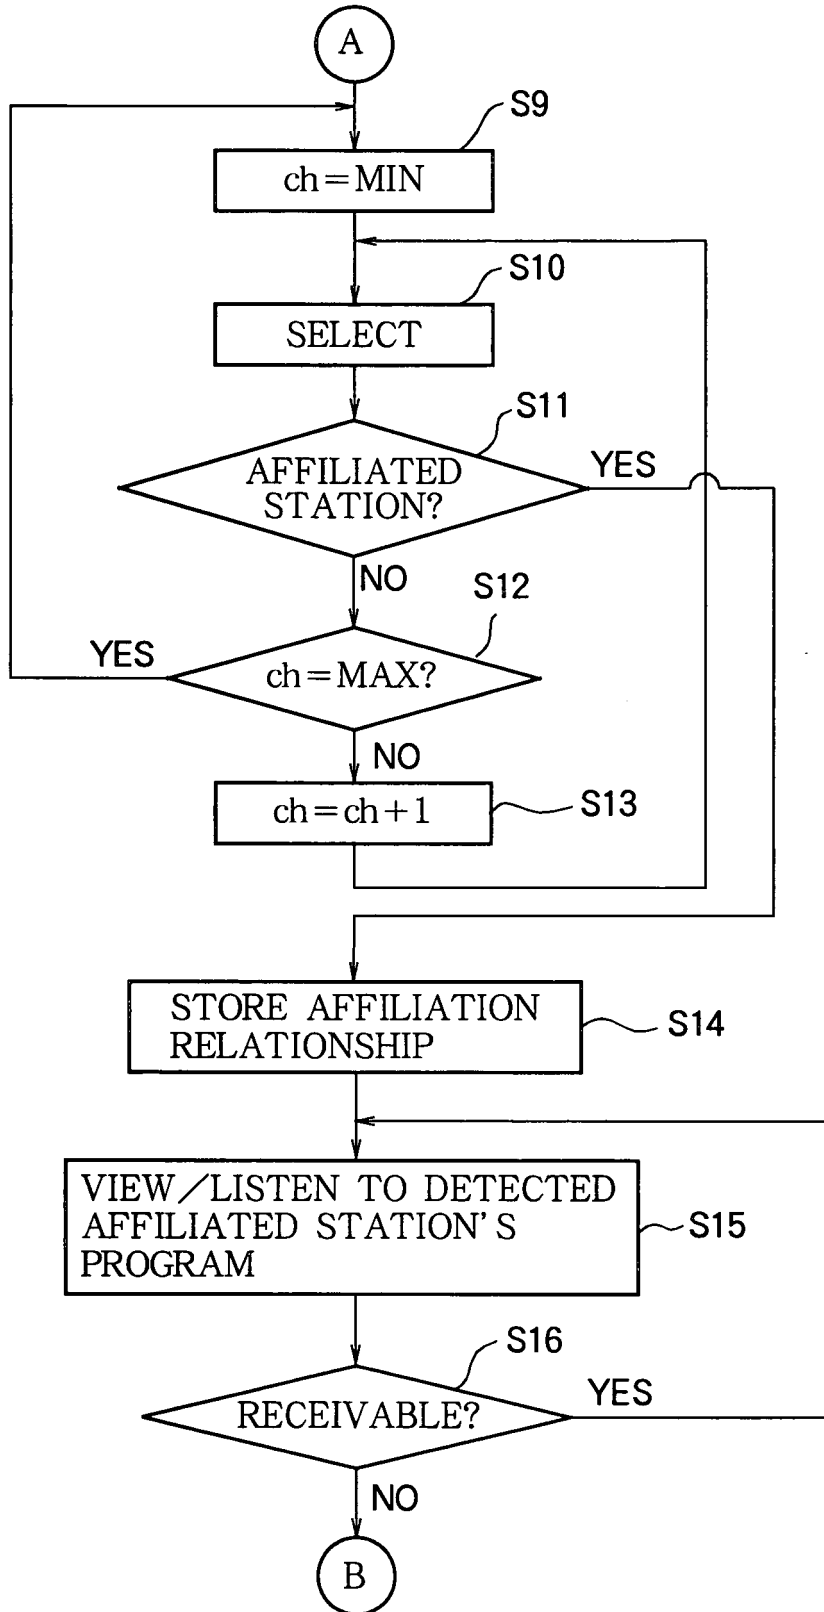 A
S9
ch=MIN
S10
SELECT
S11
AFFILIATED
STATION?
YES
NO
S12
YES
ch=MAX?
NO
ch=ch+1
S13
STORE AFFILIATION
RELATIONSHIP
S14
VIEW/LISTEN TO DETECTED
AFFILIATED STATION'S
PROGRAM
S15
S16
RECEIVABLE?
YES
NO
B